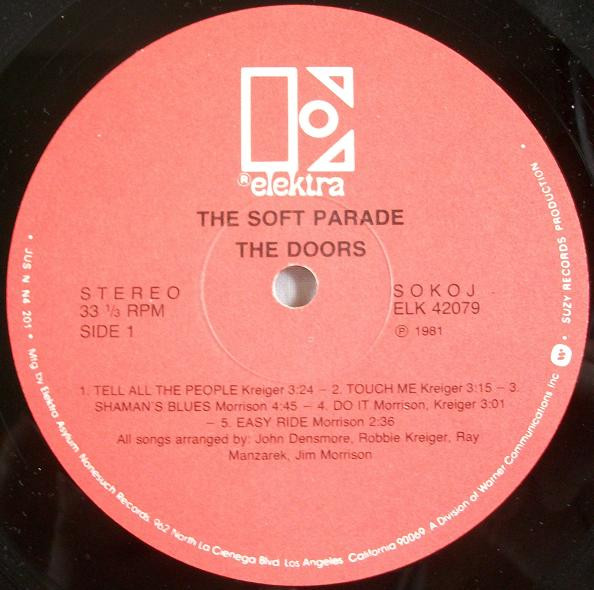 ® elektra
THE SOFT PARADE
THE DOORS
STEREO
33 ⅓ RPM
SIDE 1
SOKOJ
ELK 42079
℗ 1981
1. TELL ALL THE PEOPLE Kreiger 3:24 – 2. TOUCH ME Kreiger 3:15 – 3.
SHAMAN'S BLUES Morrison 4:45 – 4. DO IT Morrison, Kreiger 3:01
– 5. EASY RIDE Morrison 2:36
All songs arranged by: John Densmore, Robbie Kreiger, Ray
Manzarek, Jim Morrison
• JUS N N4 201 • Mfg by Elektra Asylum Nonesuch Records 962 North La Cienega Blvd Los Angeles California 90069 A Division of Warner Communications Inc • SUZY RECORDS PRODUCTION •